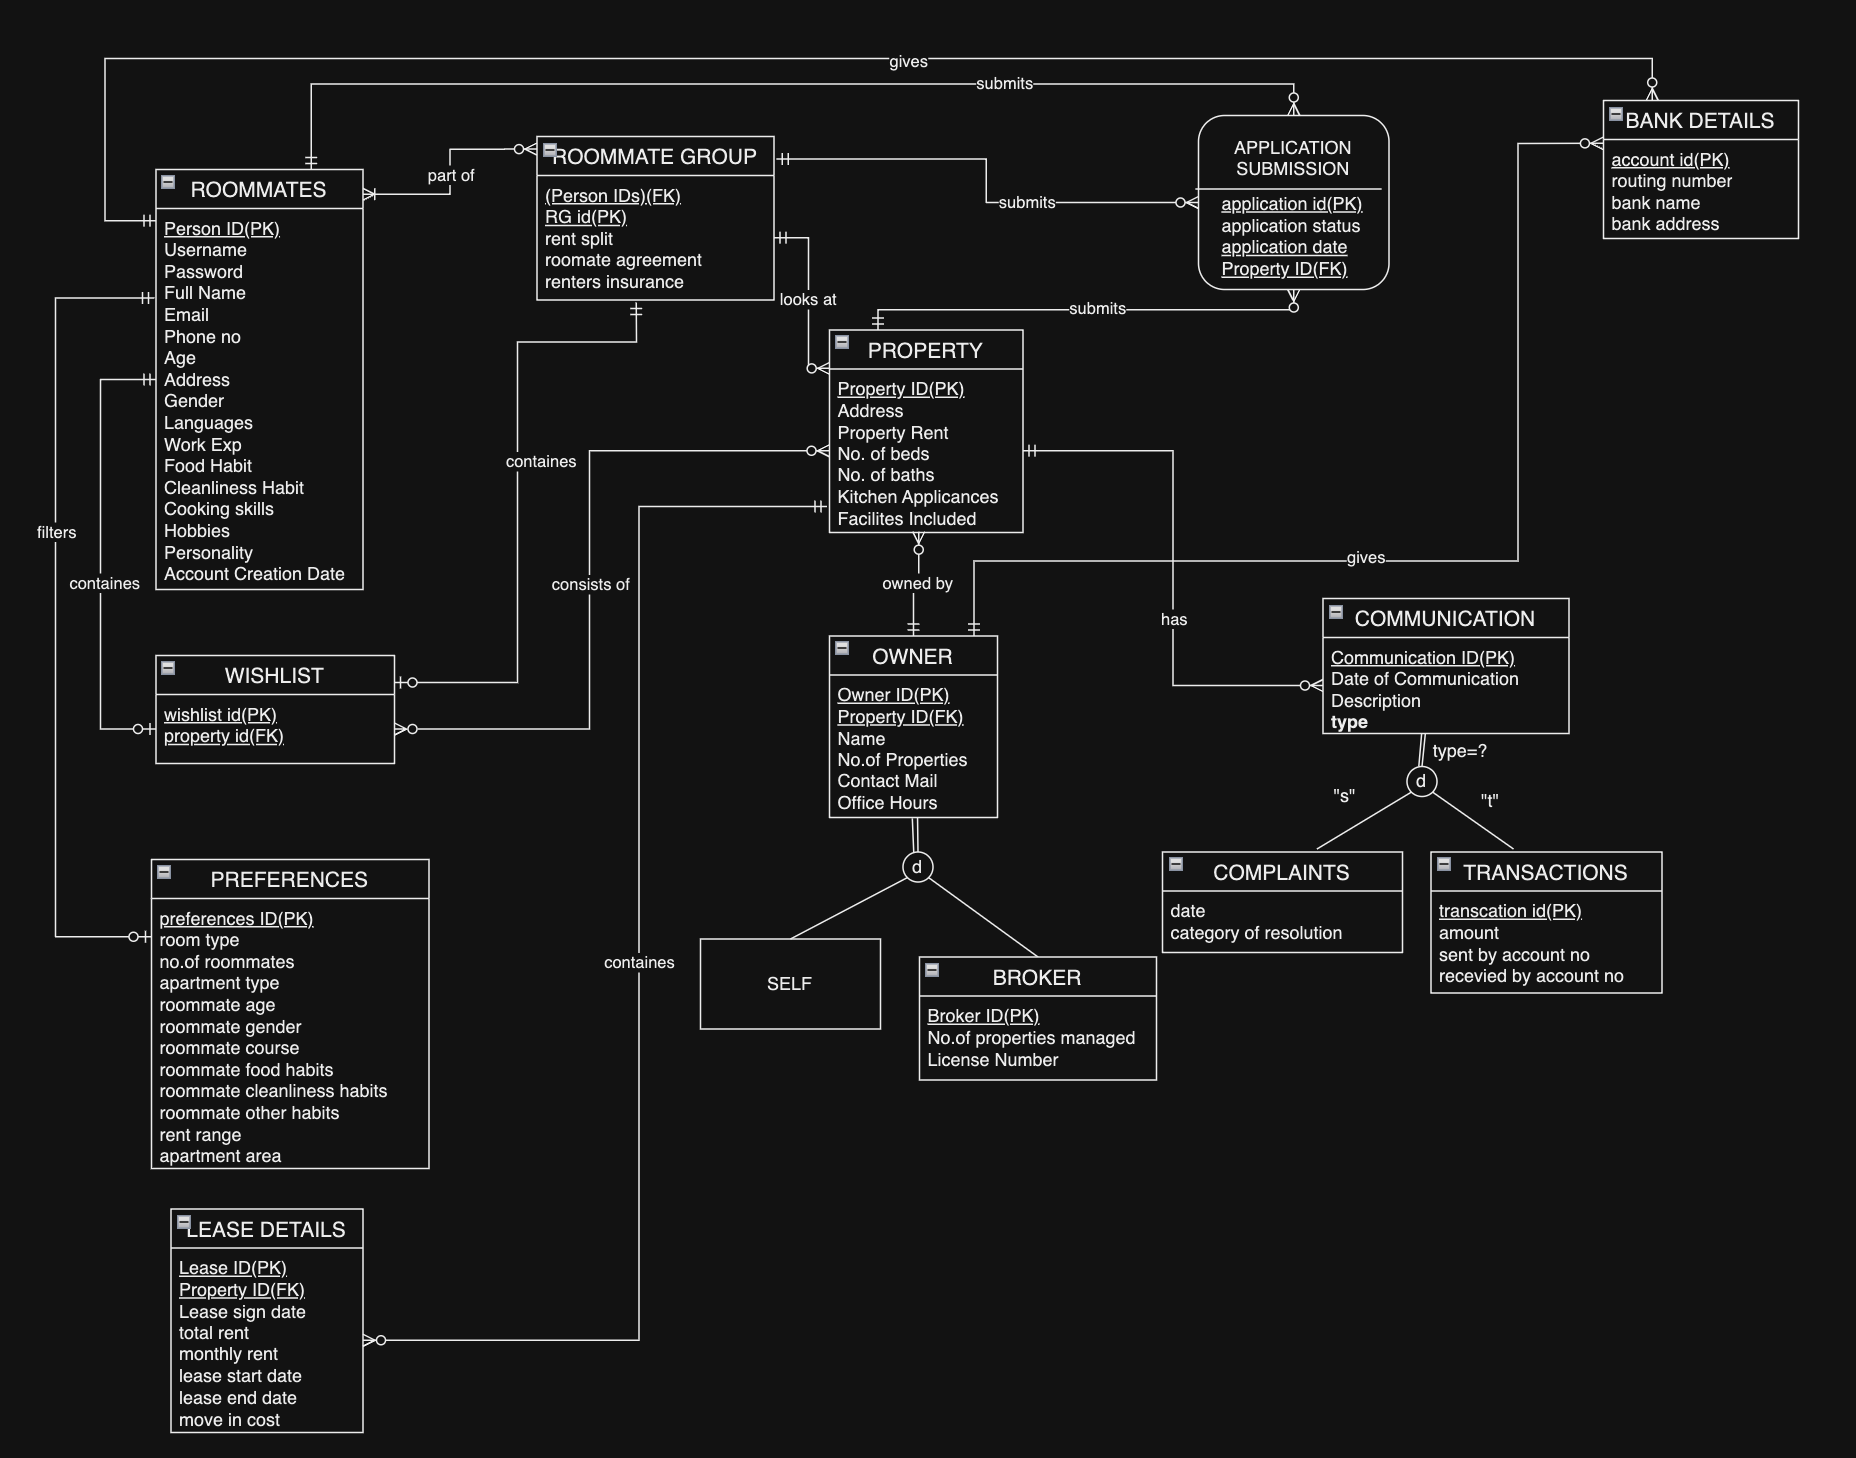 gives
submits
ROOMMATES
Person ID(PK)
Username
Password
Full Name
Email
Phone no
Age
Address
Gender
Languages
Work Exp
Food Habit
Cleanliness Habit
Cooking skills
Hobbies
Personality
Account Creation Date
part of
ROOMMATE GROUP
(Person IDs)(FK)
RG id(PK)
rent split
roomate agreement
renters insurance
submits
looks at
APPLICATION
SUBMISSION
application id(PK)
application status
application date
Property ID(FK)
submits
BANK DETAILS
account id(PK)
routing number
bank name
bank address
PROPERTY
Property ID(PK)
Address
Property Rent
No. of beds
No. of baths
Kitchen Applicances
Facilites Included
containes
filters
containes
consists of
owned by
gives
has
WISHLIST
wishlist id(PK)
property id(FK)
OWNER
Owner ID(PK)
Property ID(FK)
Name
No.of Properties
Contact Mail
Office Hours
d
COMMUNICATION
Communication ID(PK)
Date of Communication
Description
type
type=?
d
"s"
"t"
PREFERENCES
preferences ID(PK)
room type
no.of roommates
apartment type
roommate age
roommate gender
roommate course
roommate food habits
roommate cleanliness habits
roommate other habits
rent range
apartment area
containes
SELF
BROKER
Broker ID(PK)
No.of properties managed
License Number
COMPLAINTS
date
category of resolution
TRANSACTIONS
transcation id(PK)
amount
sent by account no
recevied by account no
LEASE DETAILS
Lease ID(PK)
Property ID(FK)
Lease sign date
total rent
monthly rent
lease start date
lease end date
move in cost